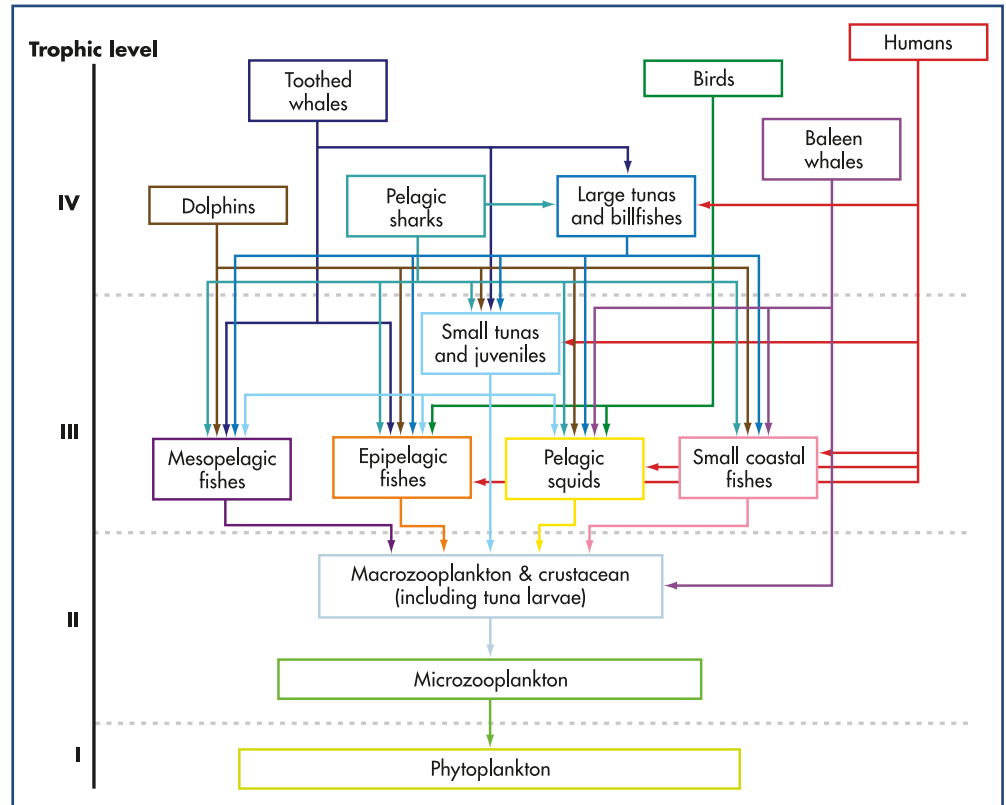 Trophic level
Humans
Toothed
whales
Birds
Baleen
whales
IV
Dolphins
Pelagic
sharks
Large tunas
and billfishes
Small tunas
and juveniles
III
Mesopelagic
fishes
Epipelagic
fishes
Pelagic
squids
Small coastal
fishes
Macrozooplankton & crustacean
(including tuna larvae)
II
Microzooplankton
I
Phytoplankton